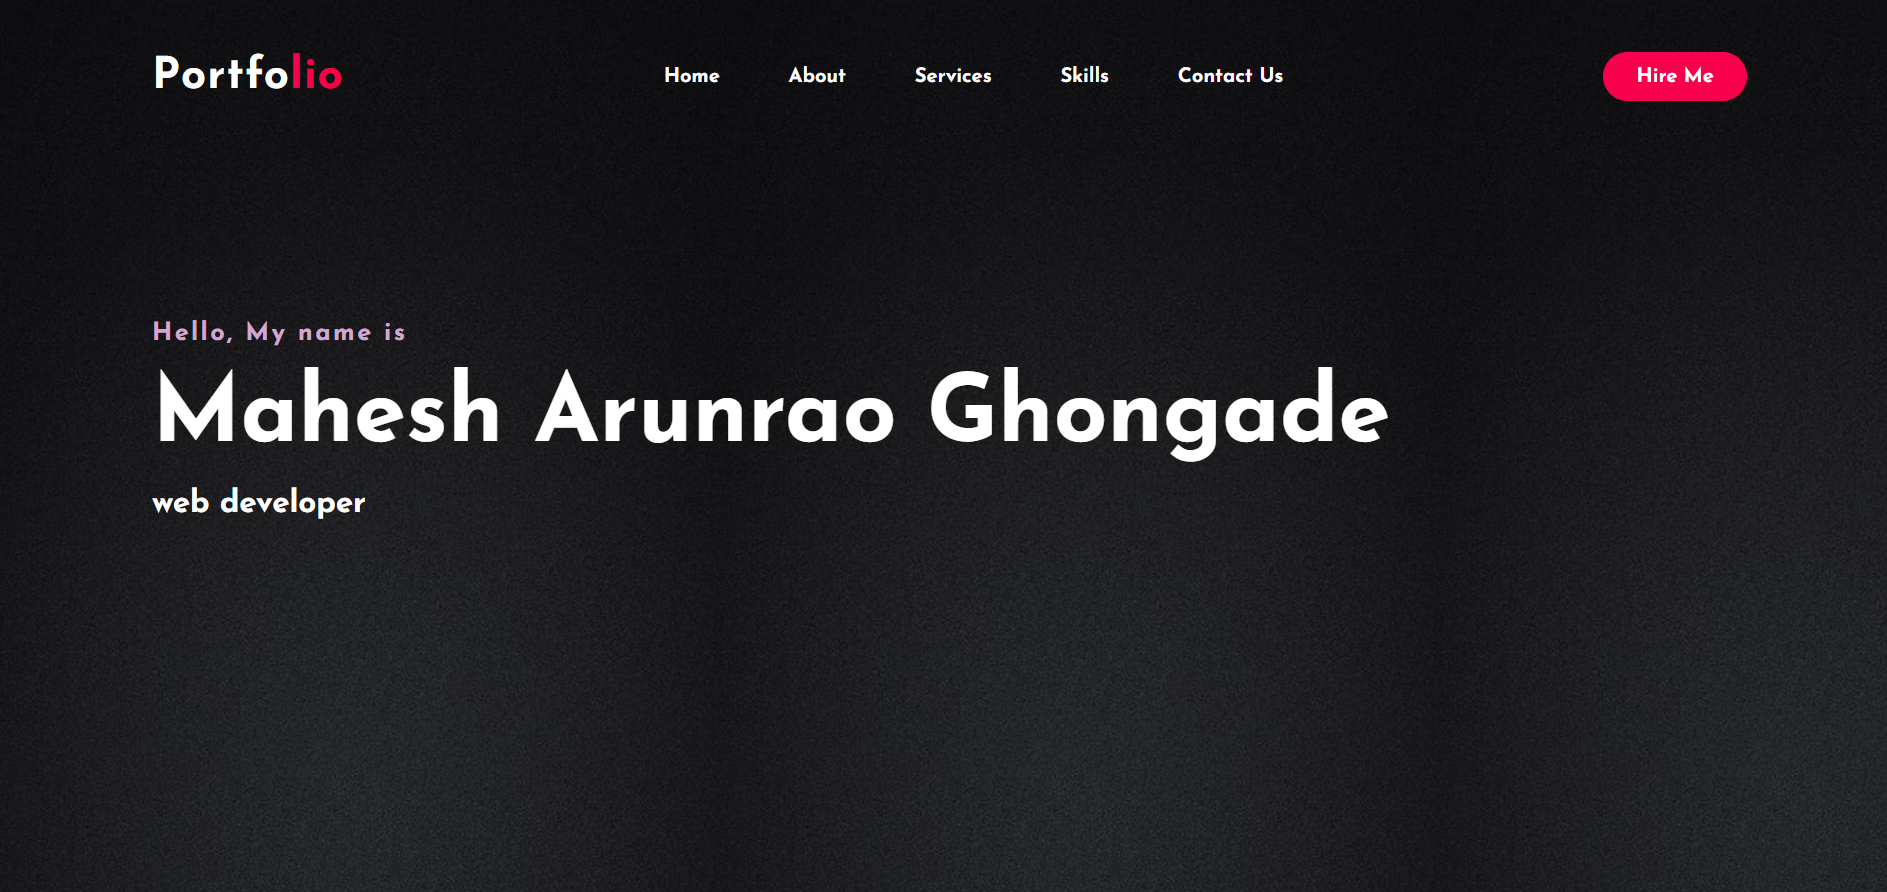 Portfolio
Home About Services Skills Contact Us
Hire Me
Hello, My name is
Mahesh Arunrao Ghongade
web developer